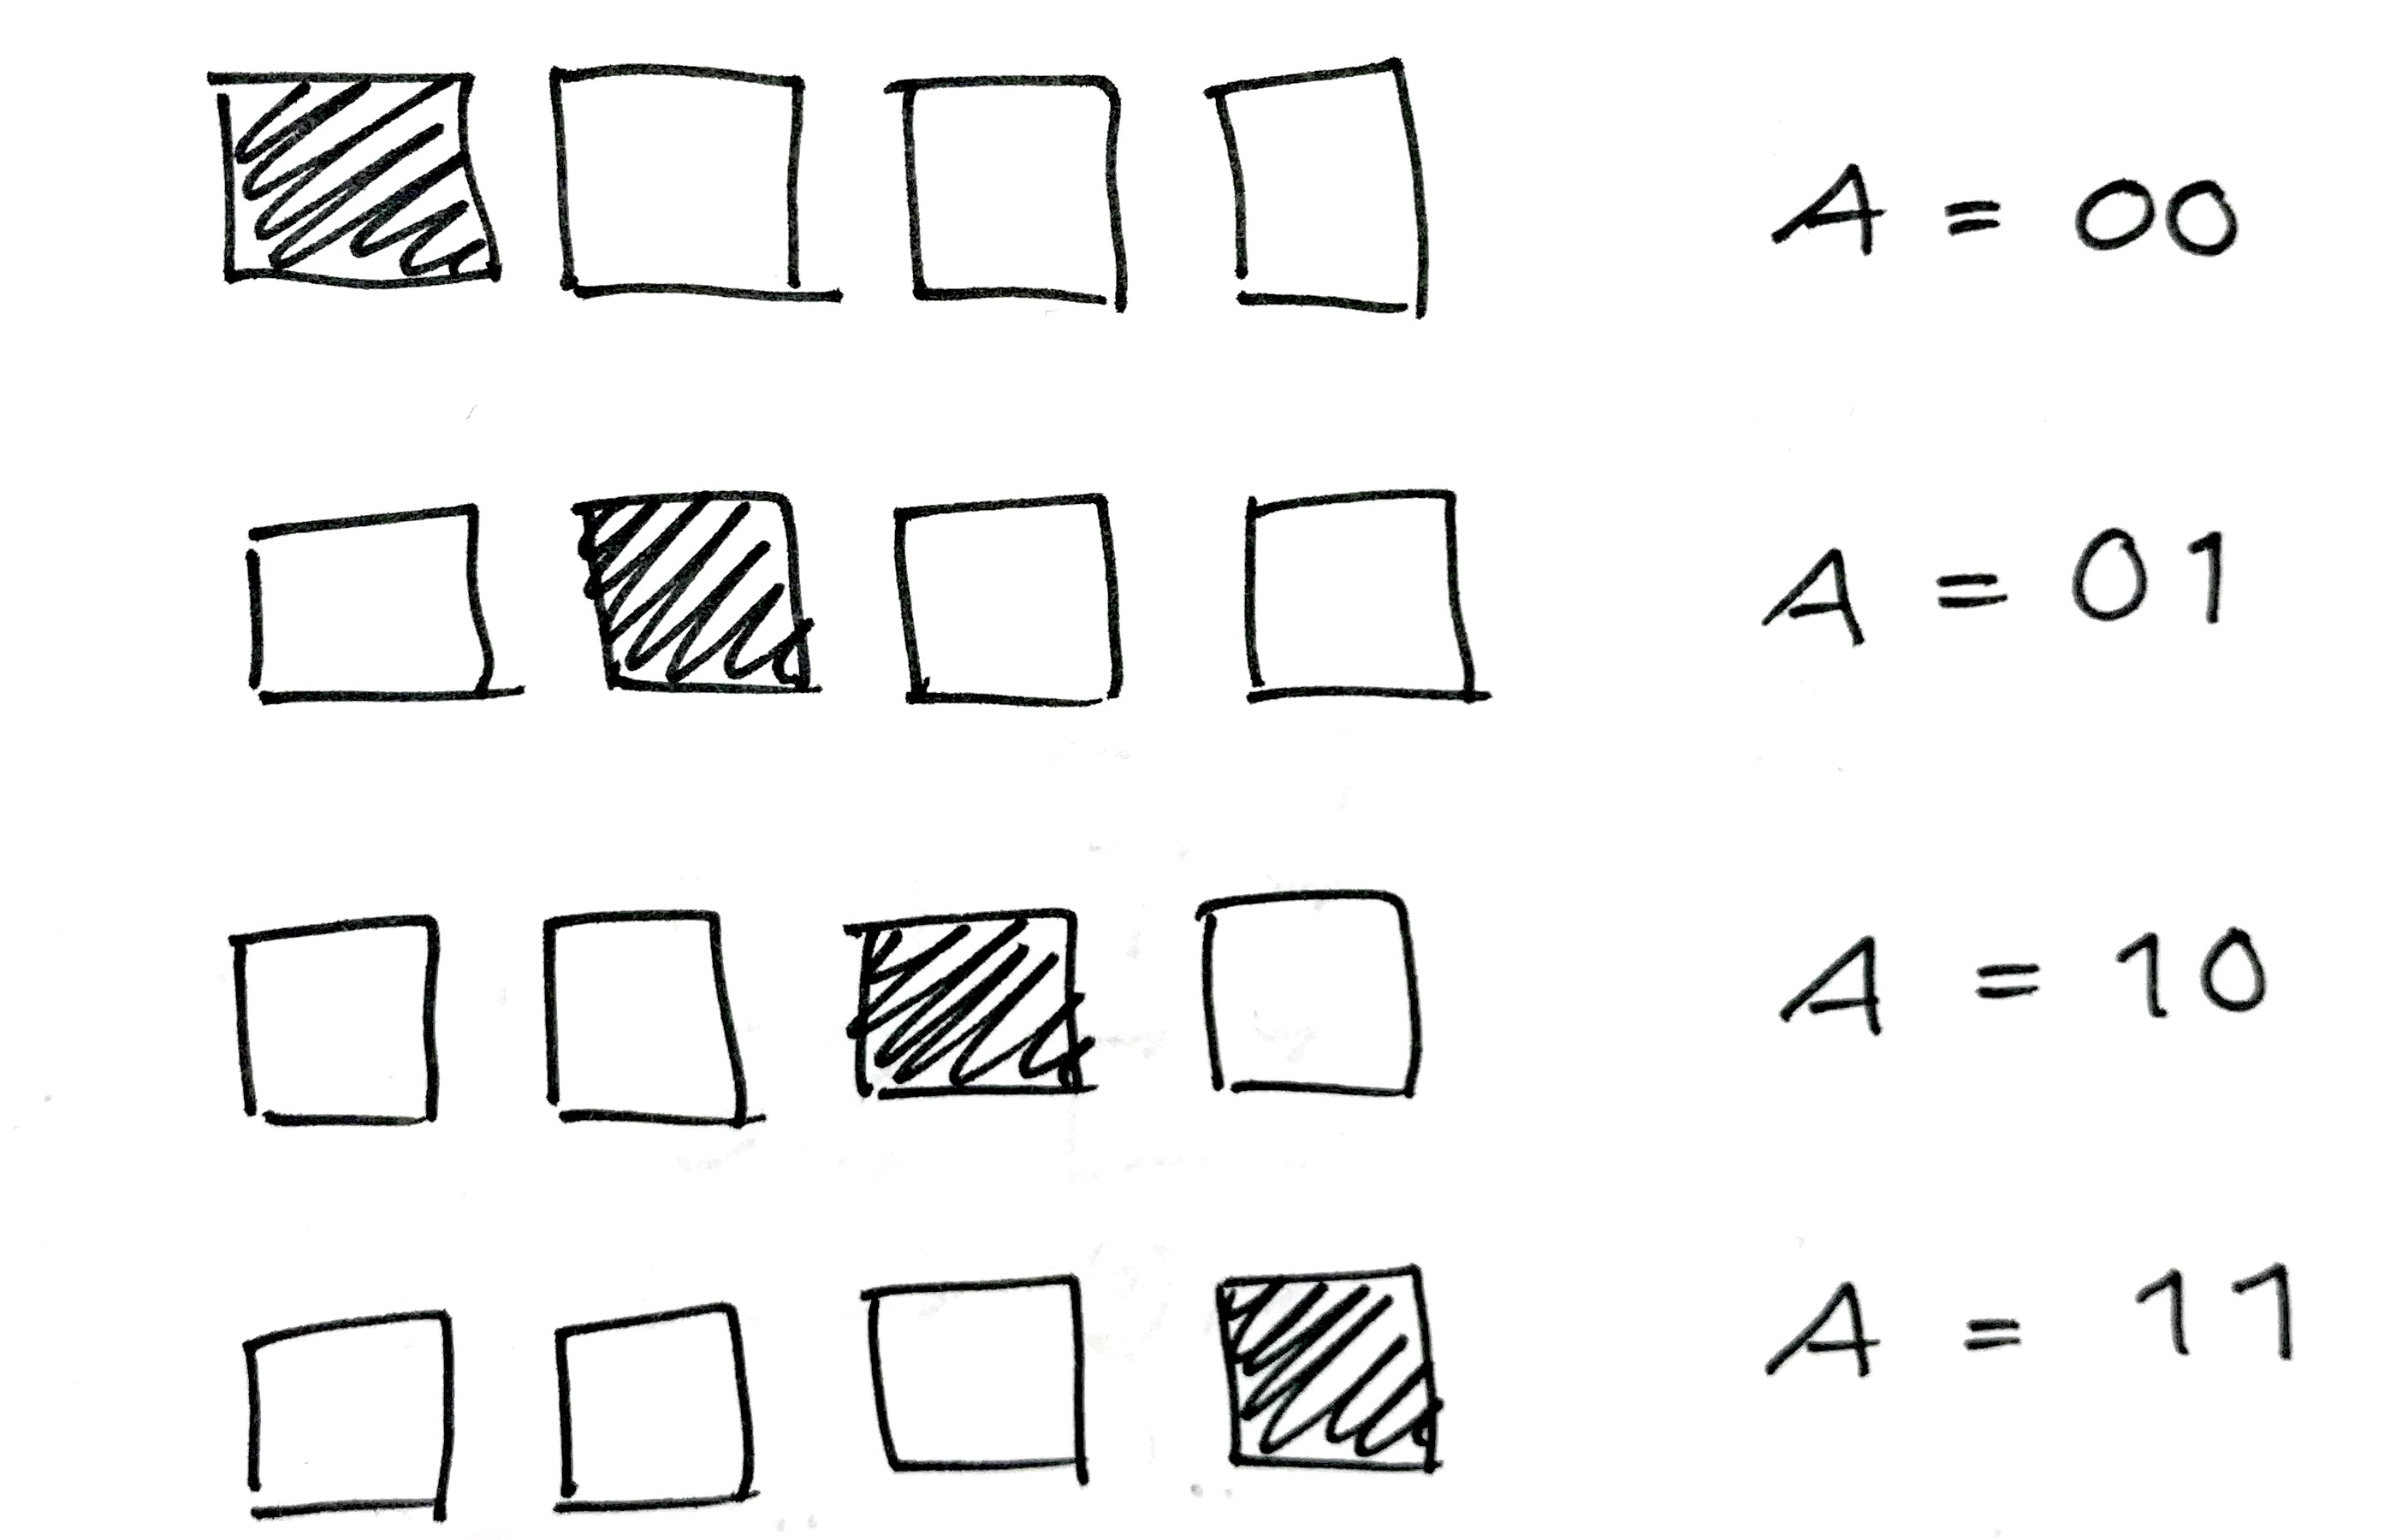 A = 00
A = 01
A = 10
A = 11